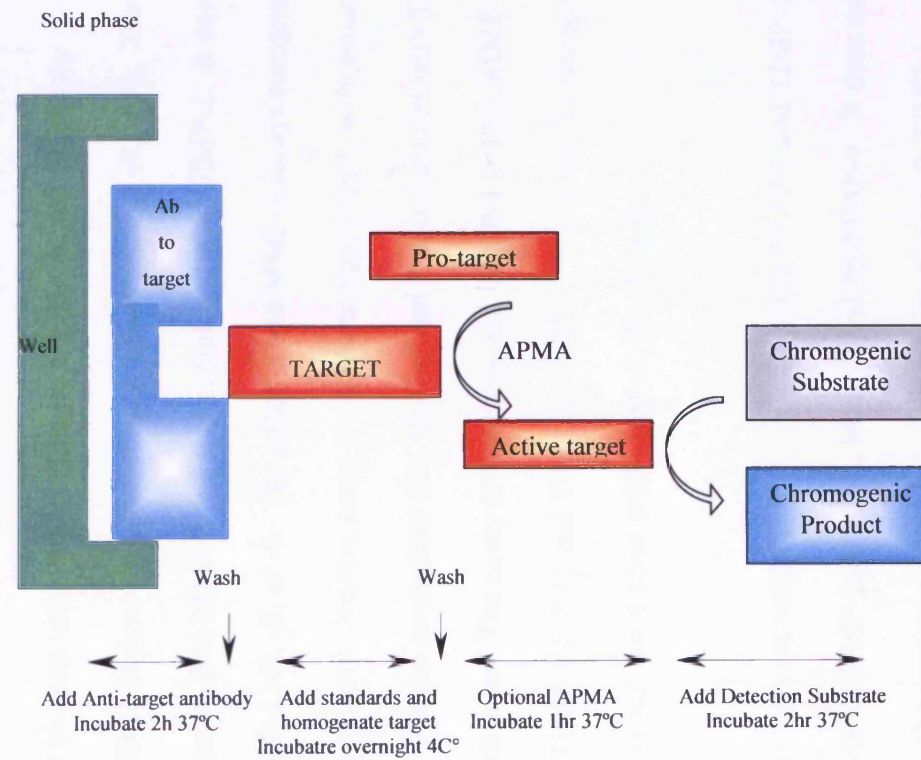 Solid phase
Ab
to
target
Well
Pro-target
APMA
TARGET
Active target
Chromogenic
Substrate
Chromogenic
Product
Wash
Wash
Add Anti-target antibody
Incubate 2h 37ºC
Add standards and
homogenate target
Incubatre overnight 4Cº
Optional APMA
Incubate 1hr 37ºC
Add Detection Substrate
Incubate 2hr 37ºC